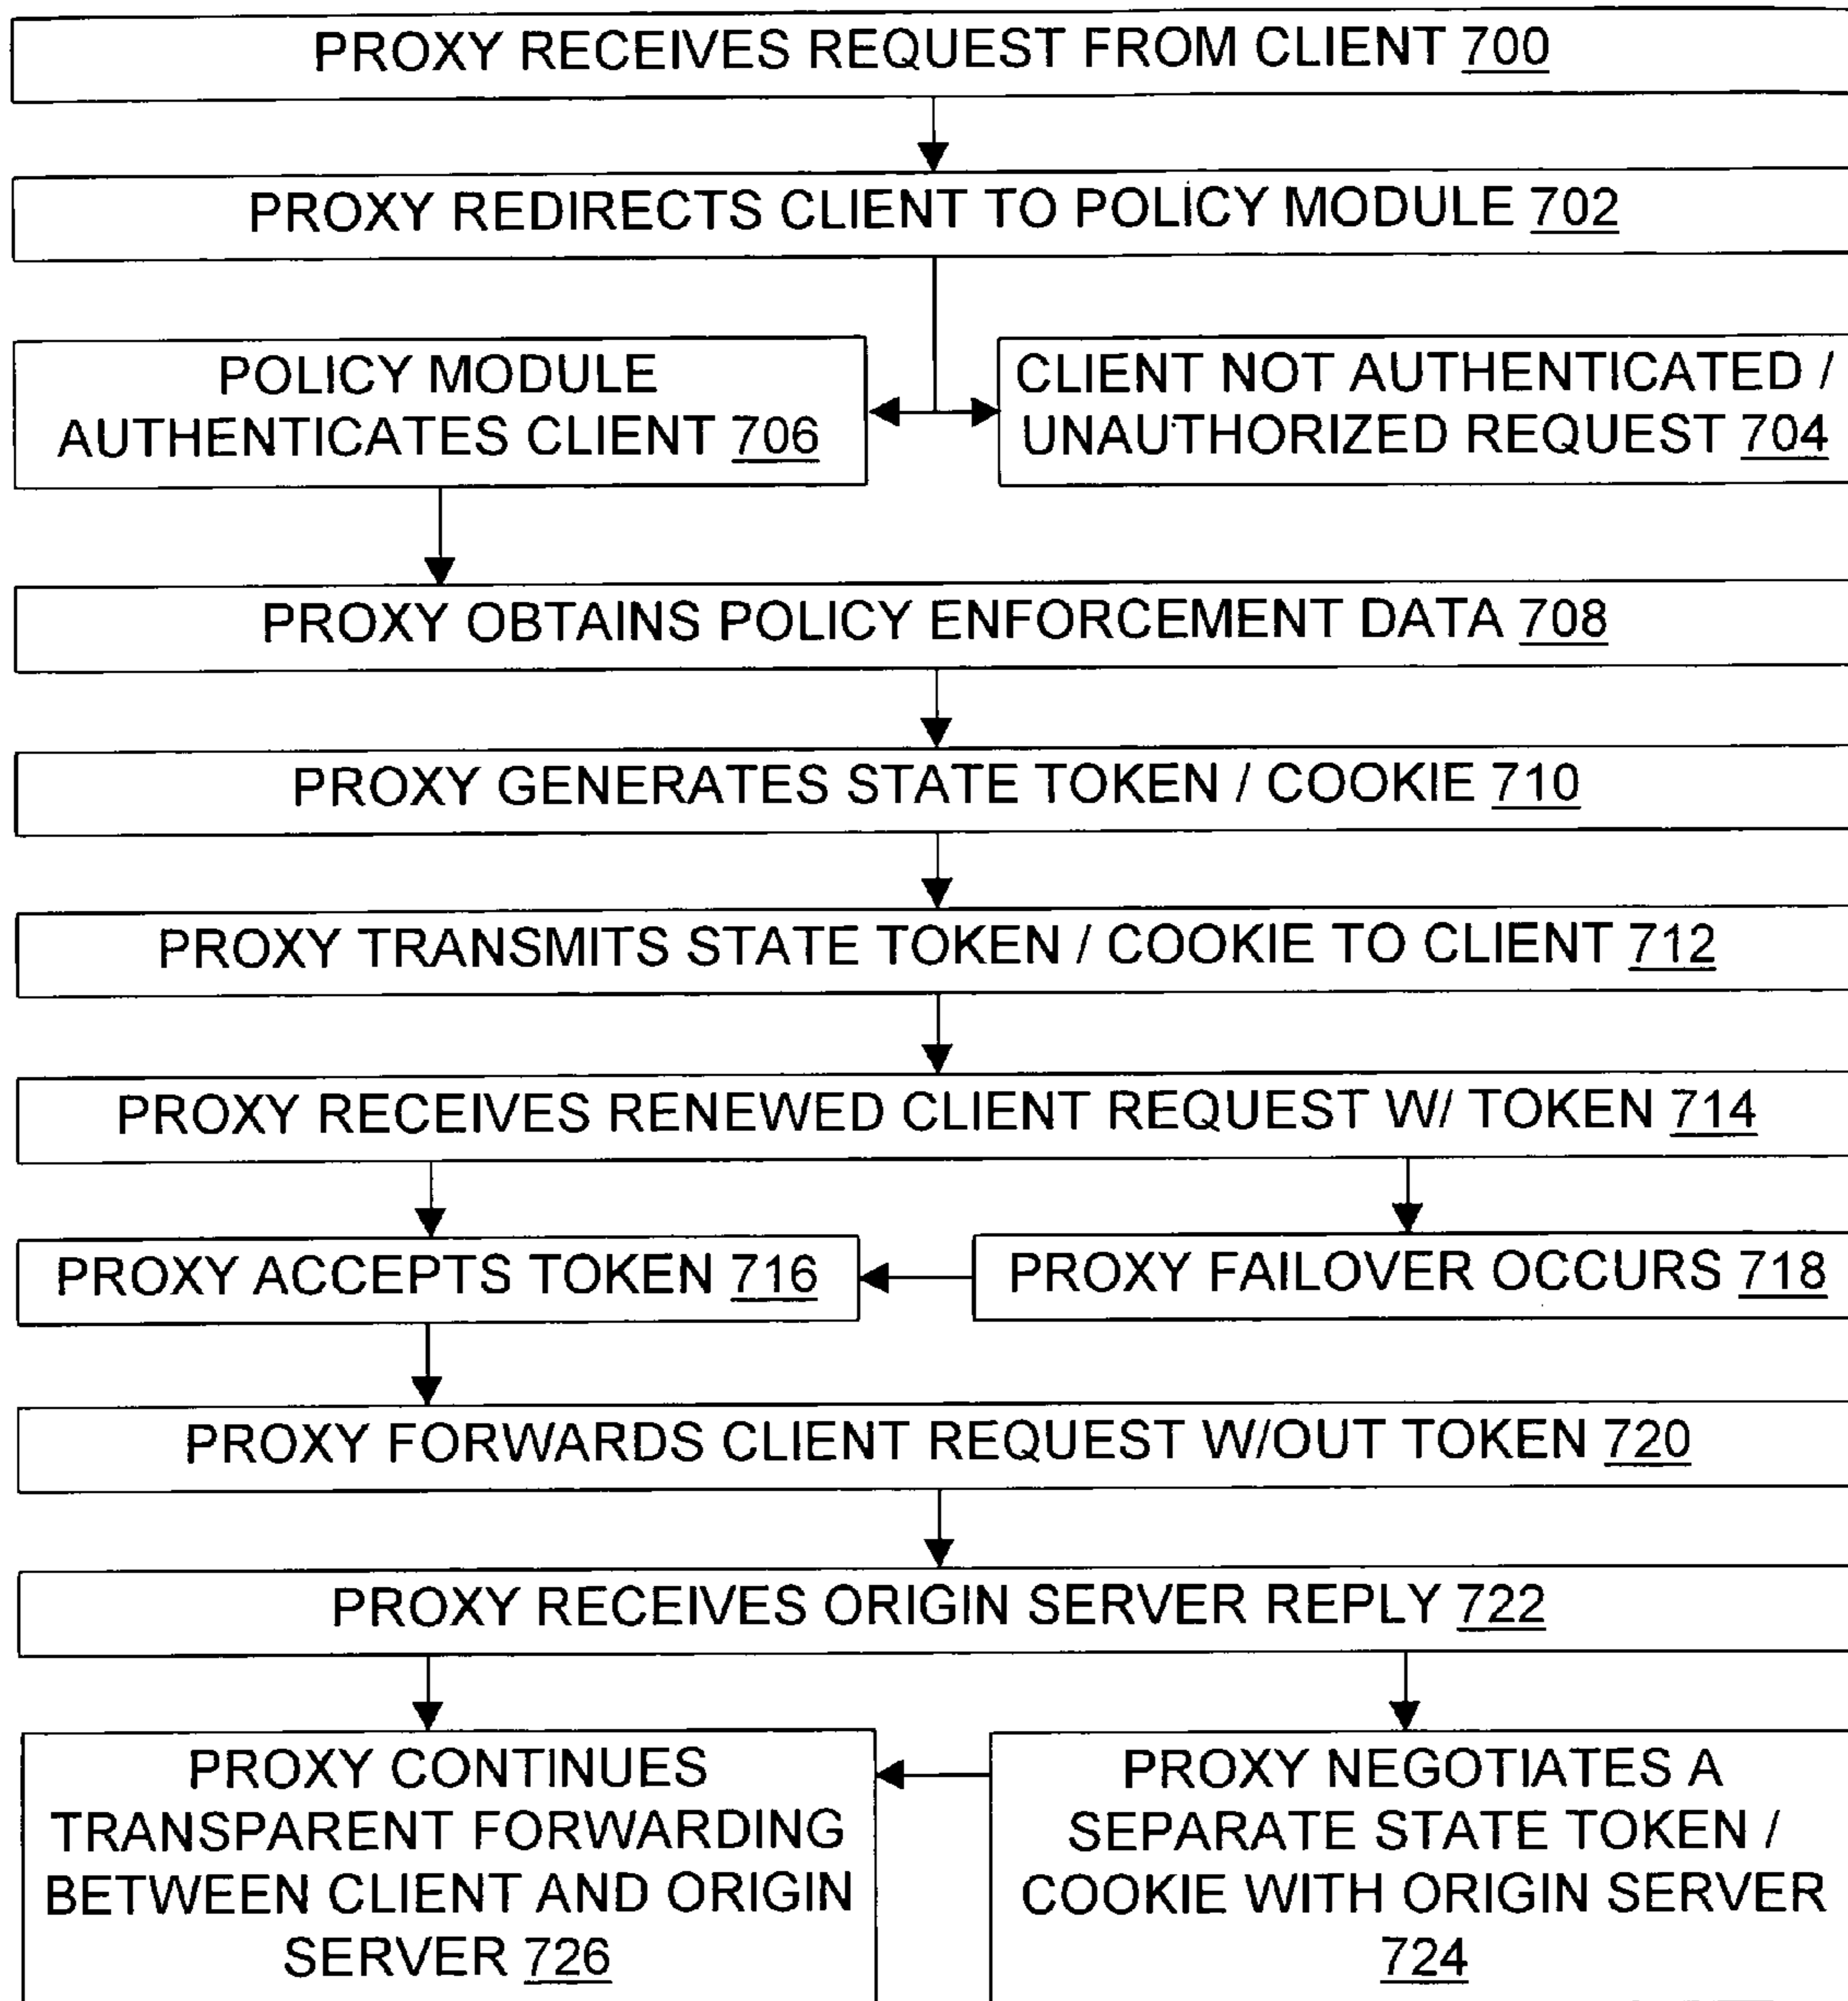 PROXY RECEIVES REQUEST FROM CLIENT 700
PROXY REDIRECTS CLIENT TO POLICY MODULE 702
POLICY MODULE
AUTHENTICATES CLIENT 706
CLIENT NOT AUTHENTICATED /
UNAUTHORIZED REQUEST 704
PROXY OBTAINS POLICY ENFORCEMENT DATA 708
PROXY GENERATES STATE TOKEN / COOKIE 710
PROXY TRANSMITS STATE TOKEN / COOKIE TO CLIENT 712
PROXY RECEIVES RENEWED CLIENT REQUEST W/ TOKEN 714
PROXY ACCEPTS TOKEN 716
PROXY FAILOVER OCCURS 718
PROXY FORWARDS CLIENT REQUEST W/OUT TOKEN 720
PROXY RECEIVES ORIGIN SERVER REPLY 722
PROXY CONTINUES
TRANSPARENT FORWARDING
BETWEEN CLIENT AND ORIGIN
SERVER 726
PROXY NEGOTIATES A
SEPARATE STATE TOKEN /
COOKIE WITH ORIGIN SERVER
724